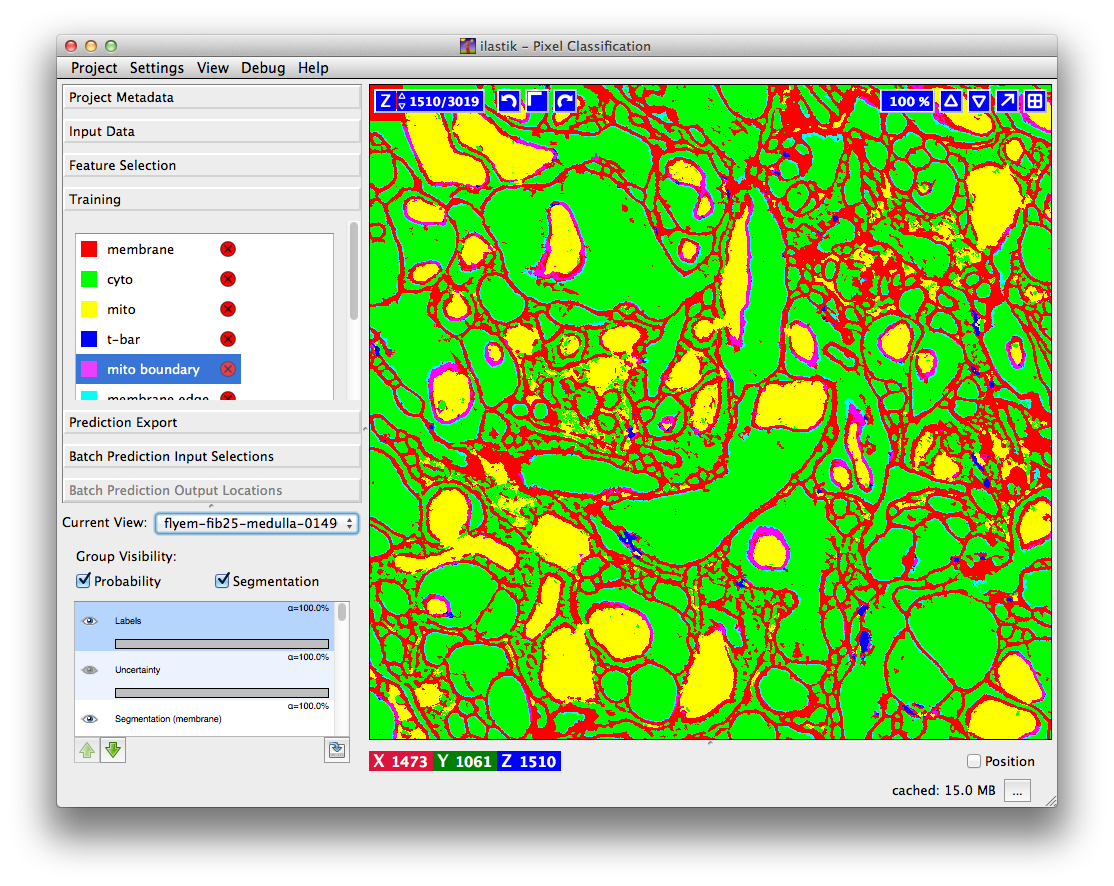 ilastik – Pixel Classification
Project Settings View Debug Help
Project Metadata
Input Data
Feature Selection
Training
membrane
cyto
mito
t-bar
mito boundary
membrane edge
Prediction Export
Batch Prediction Input Selections
Batch Prediction Output Locations
Current View: flyem-fib25-medulla-0149
Group Visibility:
Probability Segmentation
α=100.0%
Labels
α=100.0%
Uncertainty
α=100.0%
Segmentation (membrane)
Z 1510/3019
100 %
X 1473 Y 1061 Z 1510
Position
cached: 15.0 MB ...